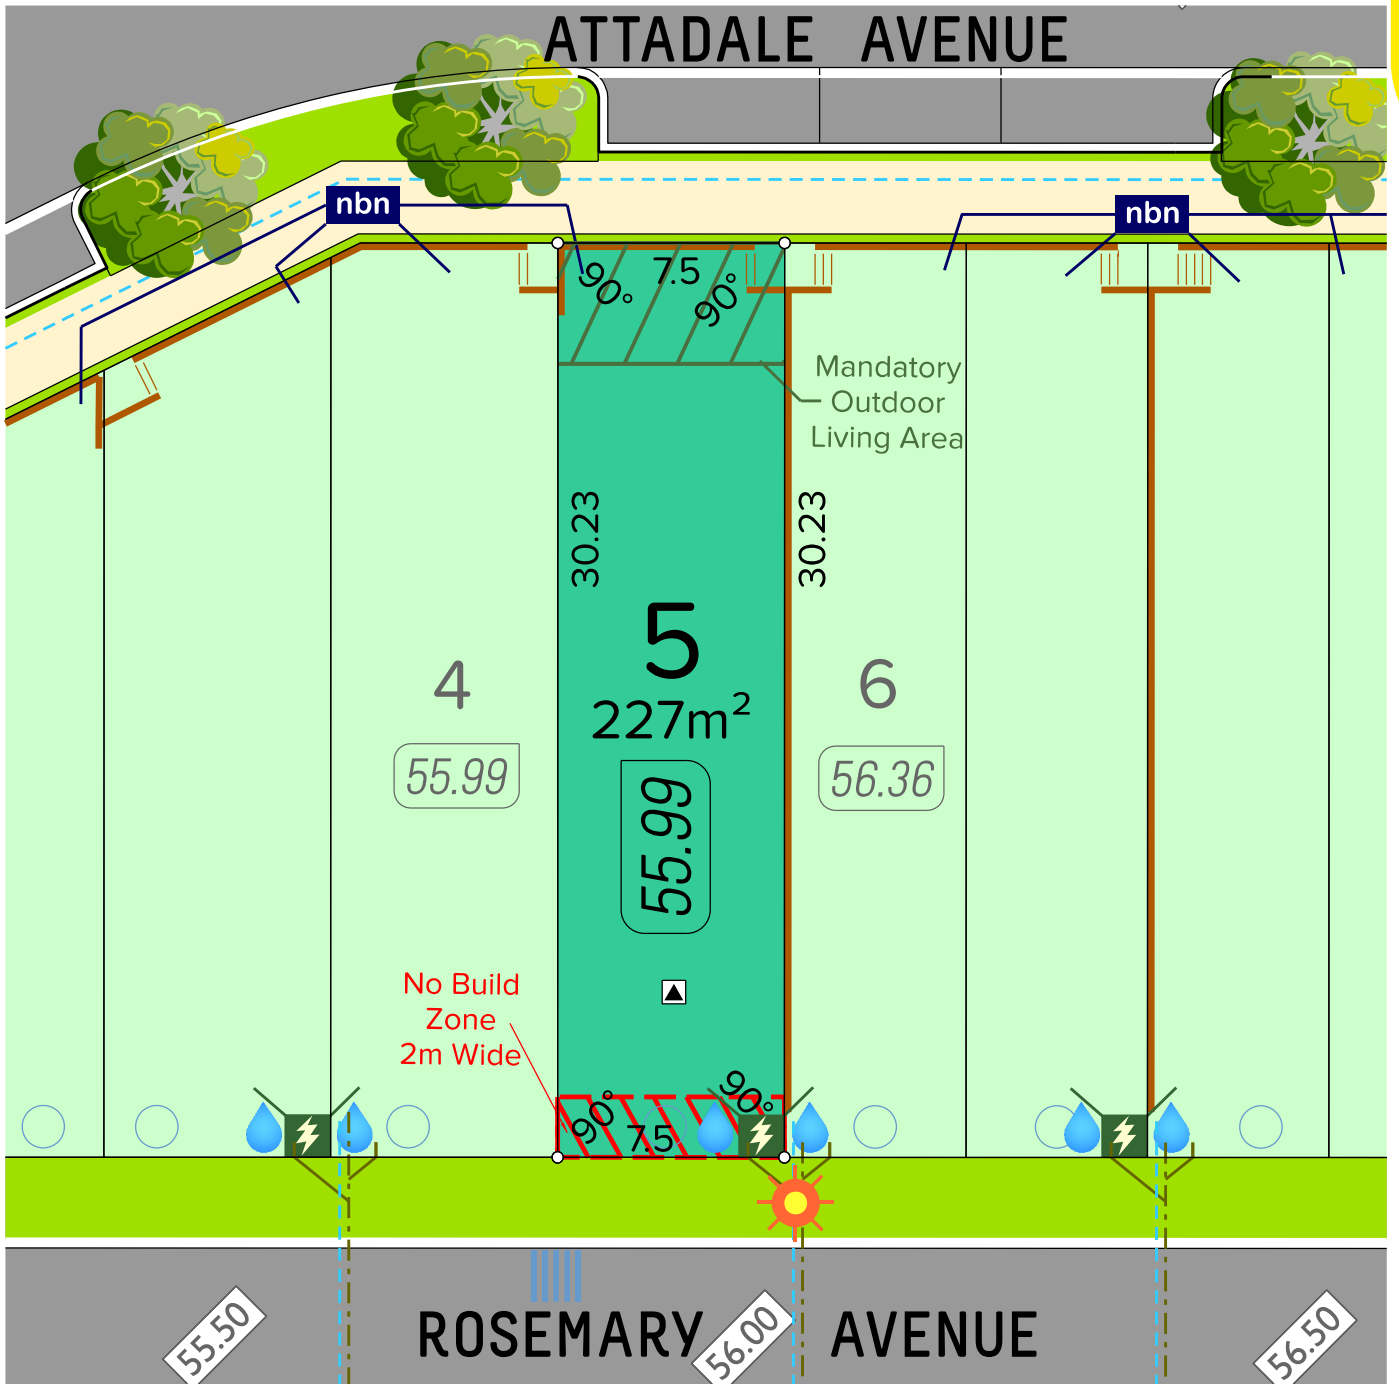 ATTADALE AVENUE
nbn
nbn
90°
7.5
90°
Mandatory
Outdoor
Living Area
30.23
30.23
5
227m²
4
6
55.99
55.99
56.36
No Build
Zone
2m Wide
90°
7.5
90°
ROSEMARY AVENUE
55.50
56.00
56.50